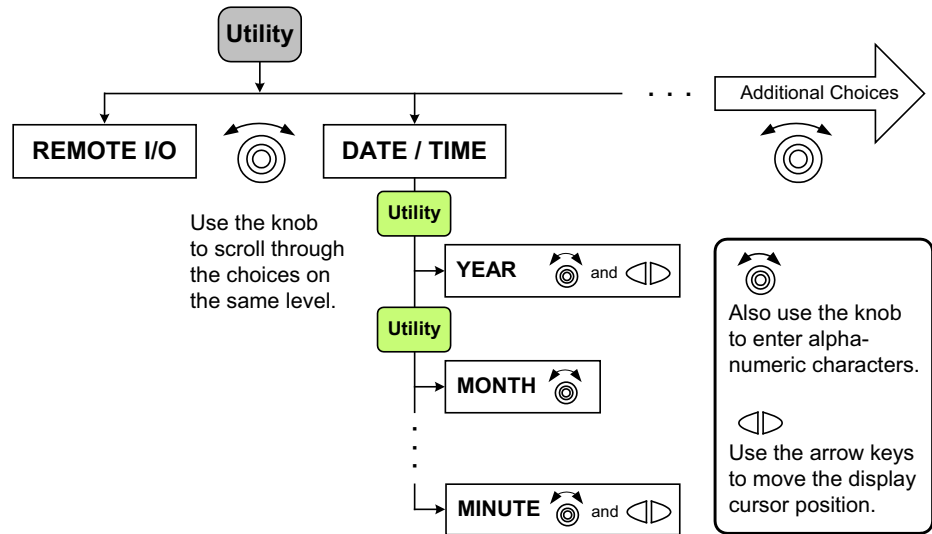 Utility
. . .
Additional Choices
REMOTE I/O
DATE / TIME
Use the knob
to scroll through
the choices on
the same level.
Utility
YEAR and
Utility
MONTH
MINUTE and
Also use the knob
to enter alpha-
numeric characters.
Use the arrow keys
to move the display
cursor position.